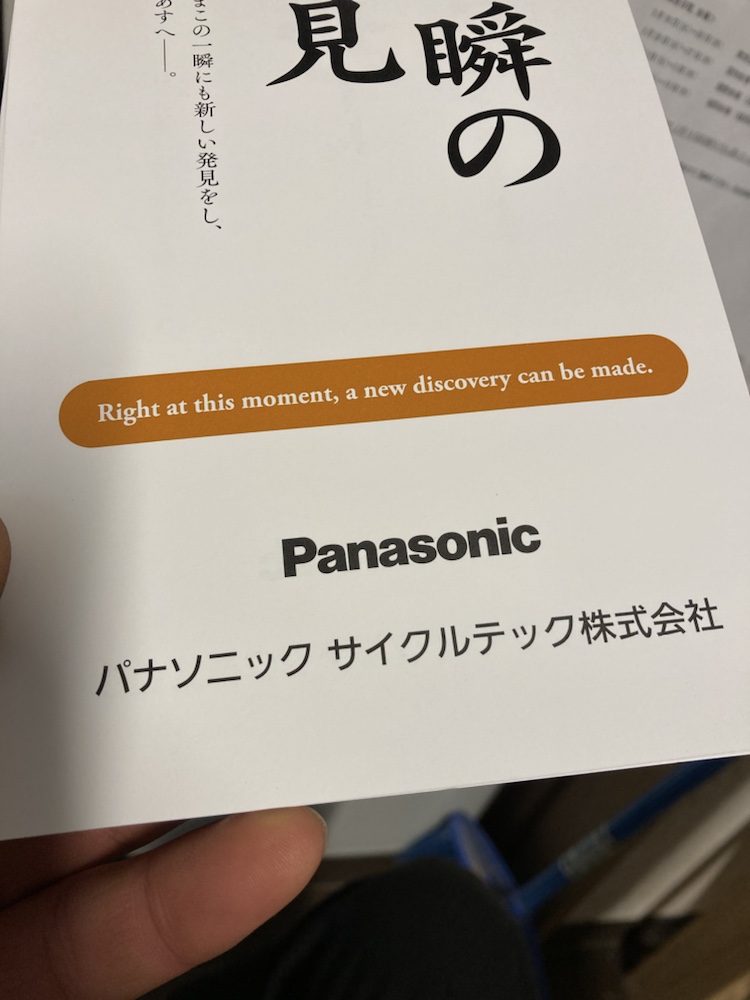 瞬の
見
まこの一瞬にも新しい発見をし、
あすへ――。
Right at this moment, a new discovery can be made.
Panasonic
パナソニック サイクルテック株式会社